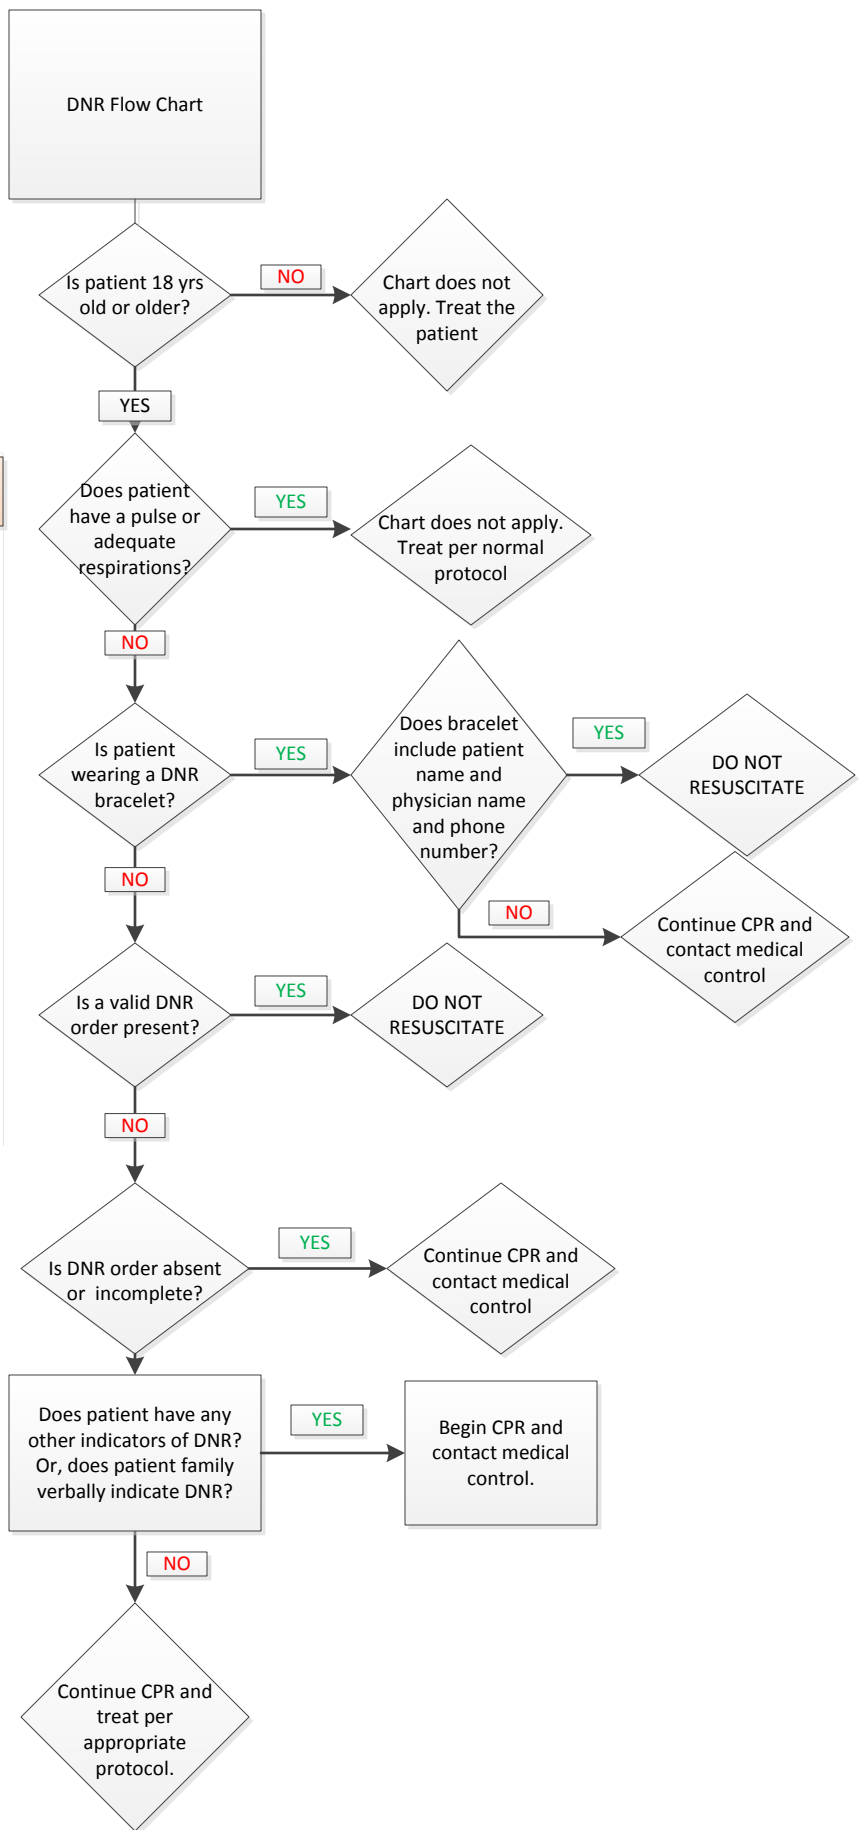 DNR Flow Chart
Is patient 18 yrs
old or older?
NO
Chart does not
apply. Treat the
patient
YES
Does patient
have a pulse or
adequate
respirations?
YES
Chart does not apply.
Treat per normal
protocol
NO
Is patient
wearing a DNR
bracelet?
YES
Does bracelet
include patient
name and
physician name
and phone
number?
YES
DO NOT
RESUSCITATE
NO
Continue CPR and
contact medical
control
NO
Is a valid DNR
order present?
YES
DO NOT
RESUSCITATE
NO
Is DNR order absent
or incomplete?
YES
Continue CPR and
contact medical
control
Does patient have any
other indicators of DNR?
Or, does patient family
verbally indicate DNR?
YES
Begin CPR and
contact medical
control.
NO
Continue CPR and
treat per
appropriate
protocol.